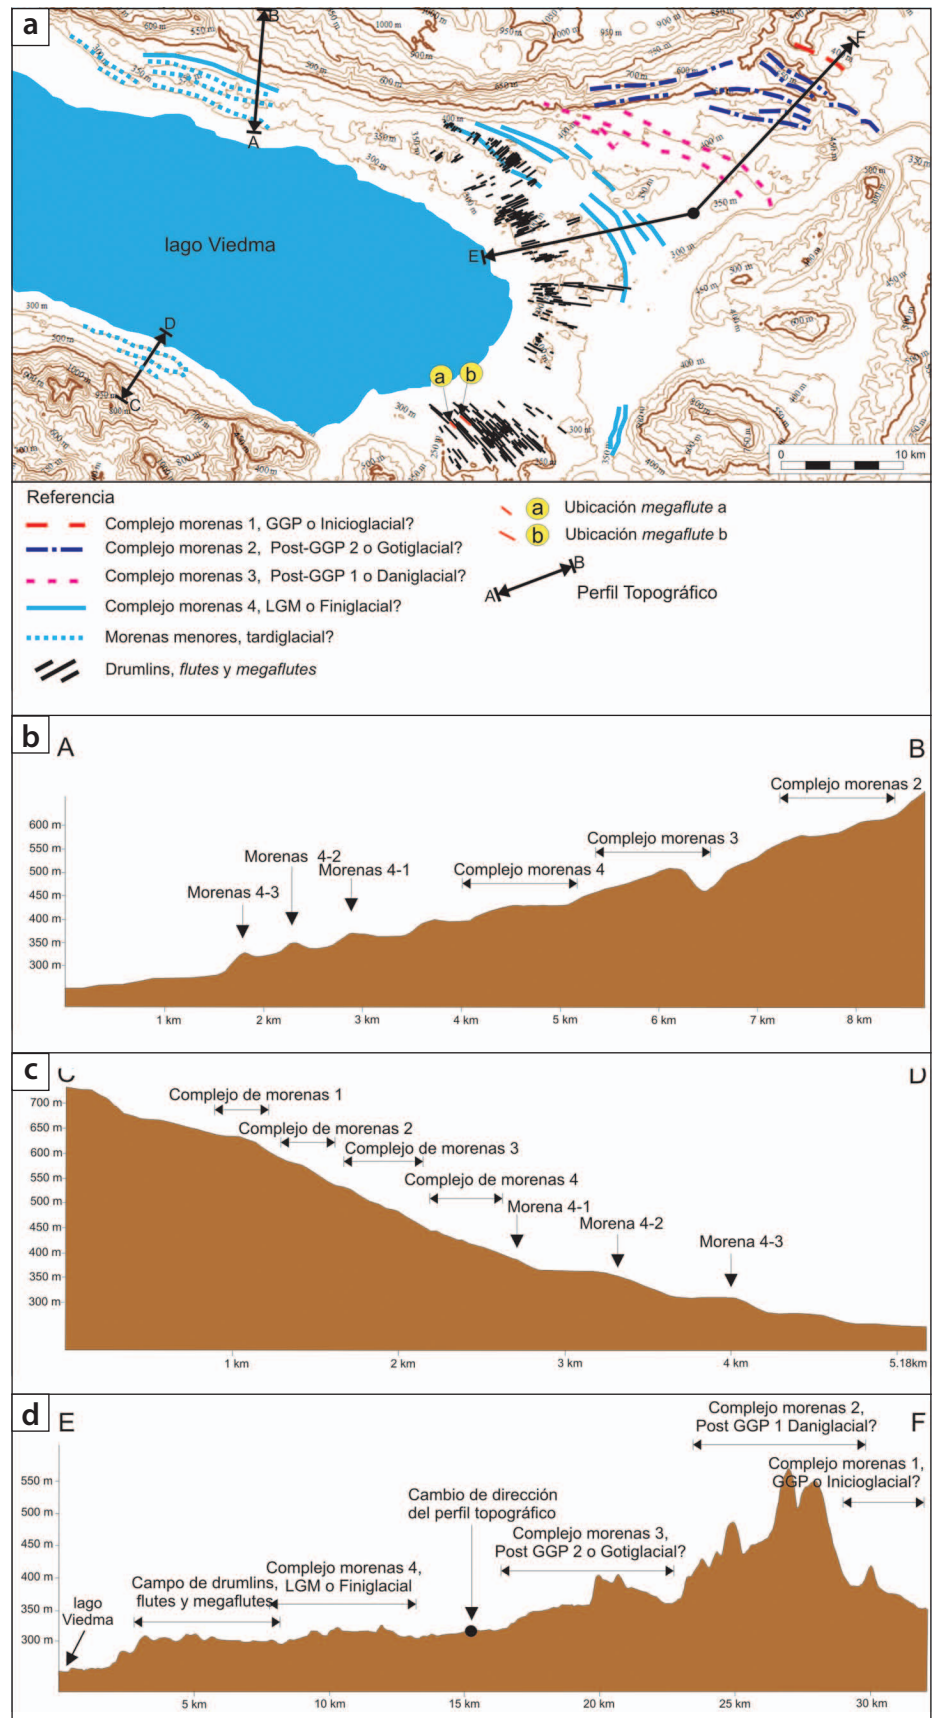 a
B
F
A
lago Viedma
E
D
C
a
b
0
10 km
Referencia
Complejo morenas 1, GGP o Inicioglacial?
Complejo morenas 2, Post-GGP 2 o Gotiglacial?
Complejo morenas 3, Post-GGP 1 o Daniglacial?
Complejo morenas 4, LGM o Finiglacial?
Morenas menores, tardiglacial?
Drumlins, flutes y megaflutes
a Ubicación megaflute a
b Ubicación megaflute b
B
A
Perfil Topográfico
b
A
B
Complejo morenas 2
Complejo morenas 3
Complejo morenas 4
Morenas 4-2
Morenas 4-1
Morenas 4-3
600 m
550 m
500 m
450 m
400 m
350 m
300 m
1 km 2 km 3 km 4 km 5 km 6 km 7 km 8 km
c
C
D
Complejo de morenas 1
Complejo de morenas 2
Complejo de morenas 3
Complejo de morenas 4
Morena 4-1
Morena 4-2
Morena 4-3
700 m
650 m
600 m
550 m
500 m
450 m
400 m
350 m
300 m
1 km 2 km 3 km 4 km 5.18km
d
E
F
Complejo morenas 2,
Post GGP 1 Daniglacial?
Complejo morenas 1,
GGP o Inicioglacial?
Cambio de dirección
del perfil topográfico
Complejo morenas 3,
Post GGP 2 o Gotiglacial?
Complejo morenas 4,
LGM o Finiglacial
Campo de drumlins,
flutes y megaflutes
lago
Viedma
550 m
500 m
450 m
400 m
350 m
300 m
5 km 10 km 15 km 20 km 25 km 30 km